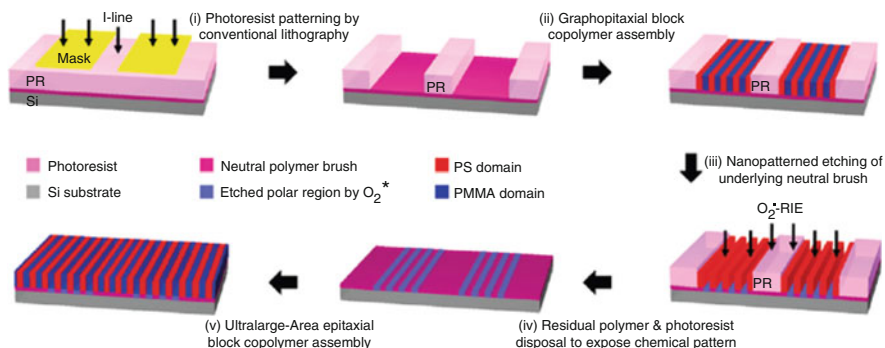 I-line
(i) Photoresist patterning by
conventional lithography
(ii) Graphopitaxial block
copolymer assembly
Mask
PR
Si
PR
PR
Photoresist
Neutral polymer brush
PS domain
Si substrate
Etched polar region by O2*
PMMA domain
(iii) Nanopatterned etching of
underlying neutral brush
O2*-RIE
PR
(v) Ultralarge-Area epitaxial
block copolymer assembly
(iv) Residual polymer & photoresist
disposal to expose chemical pattern